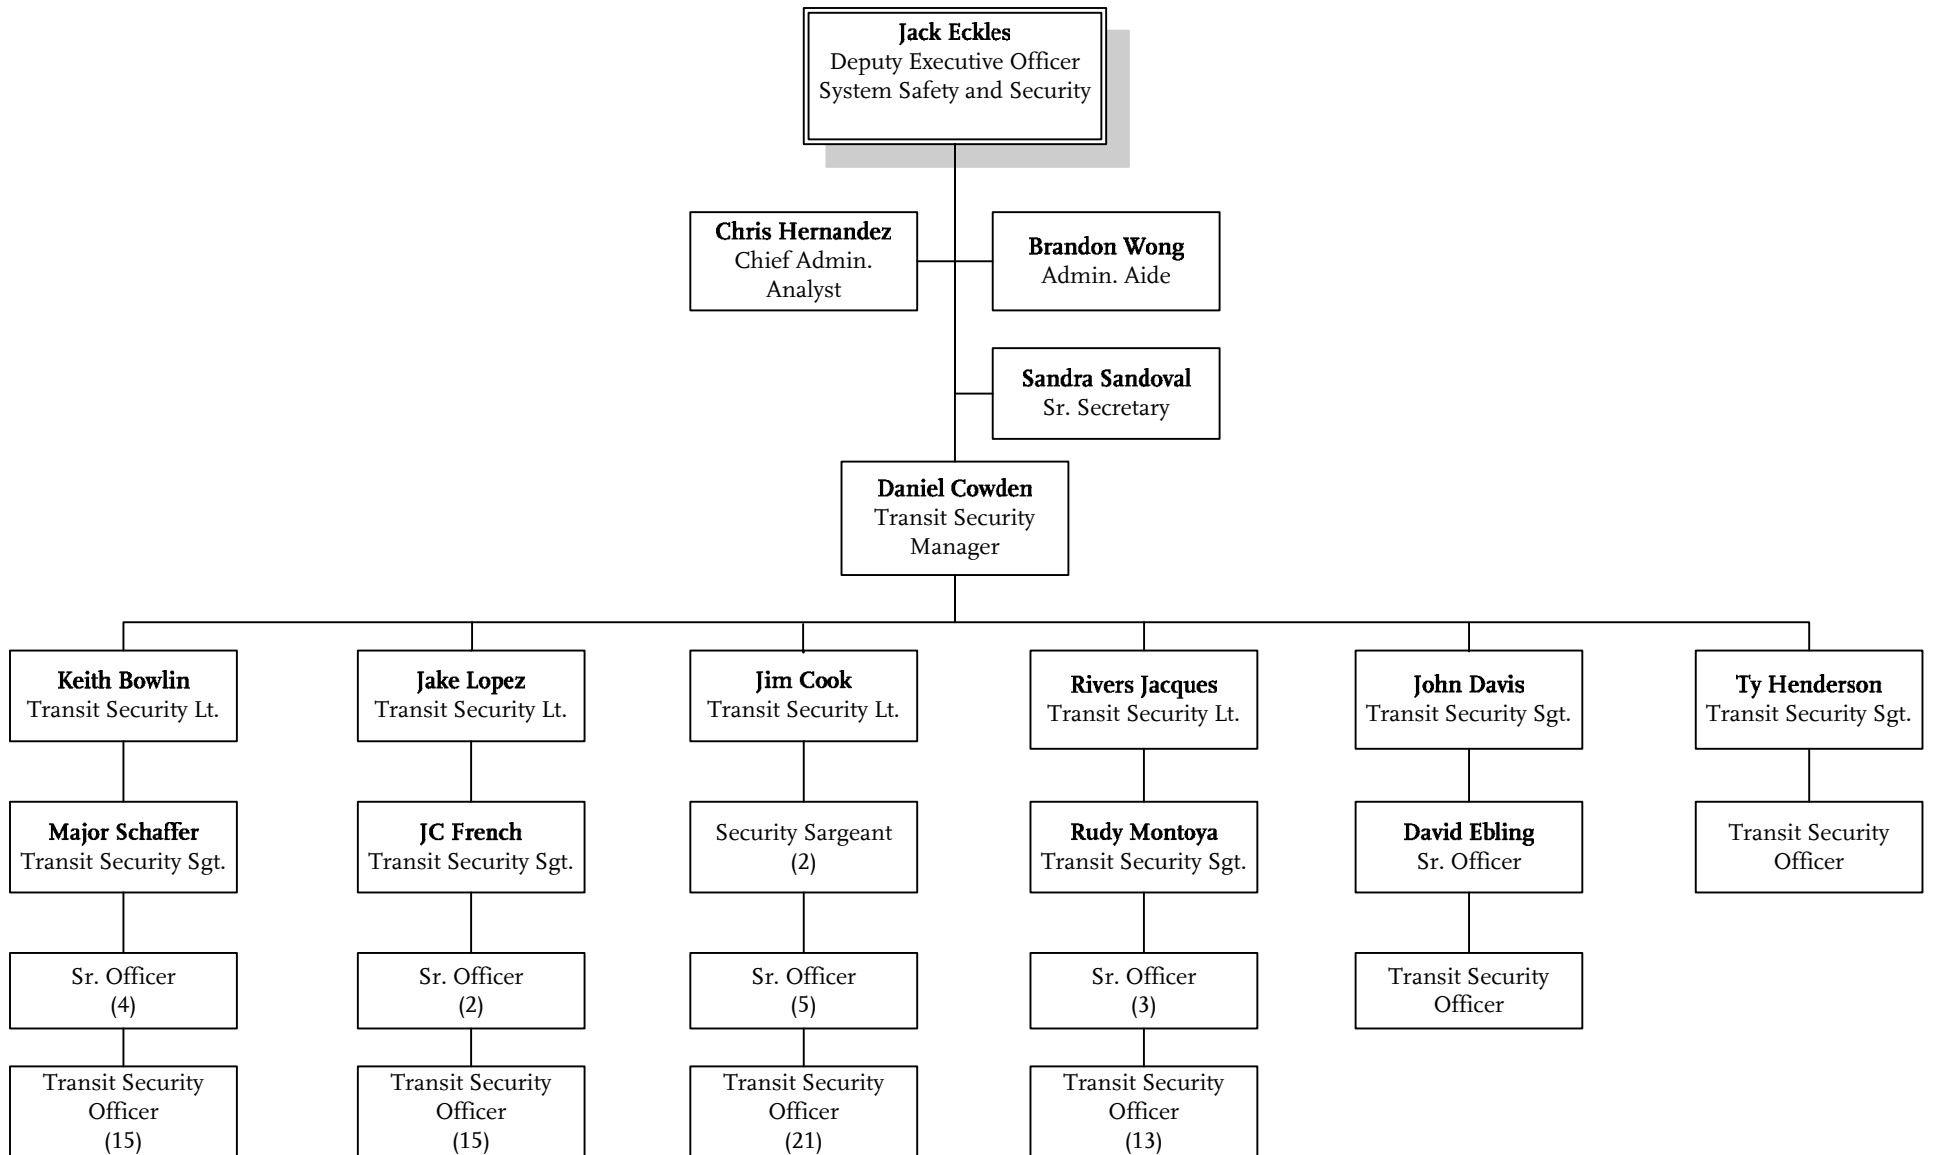 Jack Eckles
Deputy Executive Officer
System Safety and Security
Chris Hernandez
Chief Admin.
Analyst
Brandon Wong
Admin. Aide
Sandra Sandoval
Sr. Secretary
Daniel Cowden
Transit Security
Manager
Keith Bowlin
Transit Security Lt.
Jake Lopez
Transit Security Lt.
Jim Cook
Transit Security Lt.
Rivers Jacques
Transit Security Lt.
John Davis
Transit Security Sgt.
Ty Henderson
Transit Security Sgt.
Major Schaffer
Transit Security Sgt.
JC French
Transit Security Sgt.
Security Sargeant
(2)
Rudy Montoya
Transit Security Sgt.
David Ebling
Sr. Officer
Transit Security
Officer
Sr. Officer
(4)
Sr. Officer
(2)
Sr. Officer
(5)
Sr. Officer
(3)
Transit Security
Officer
Transit Security
Officer
(15)
Transit Security
Officer
(15)
Transit Security
Officer
(21)
Transit Security
Officer
(13)